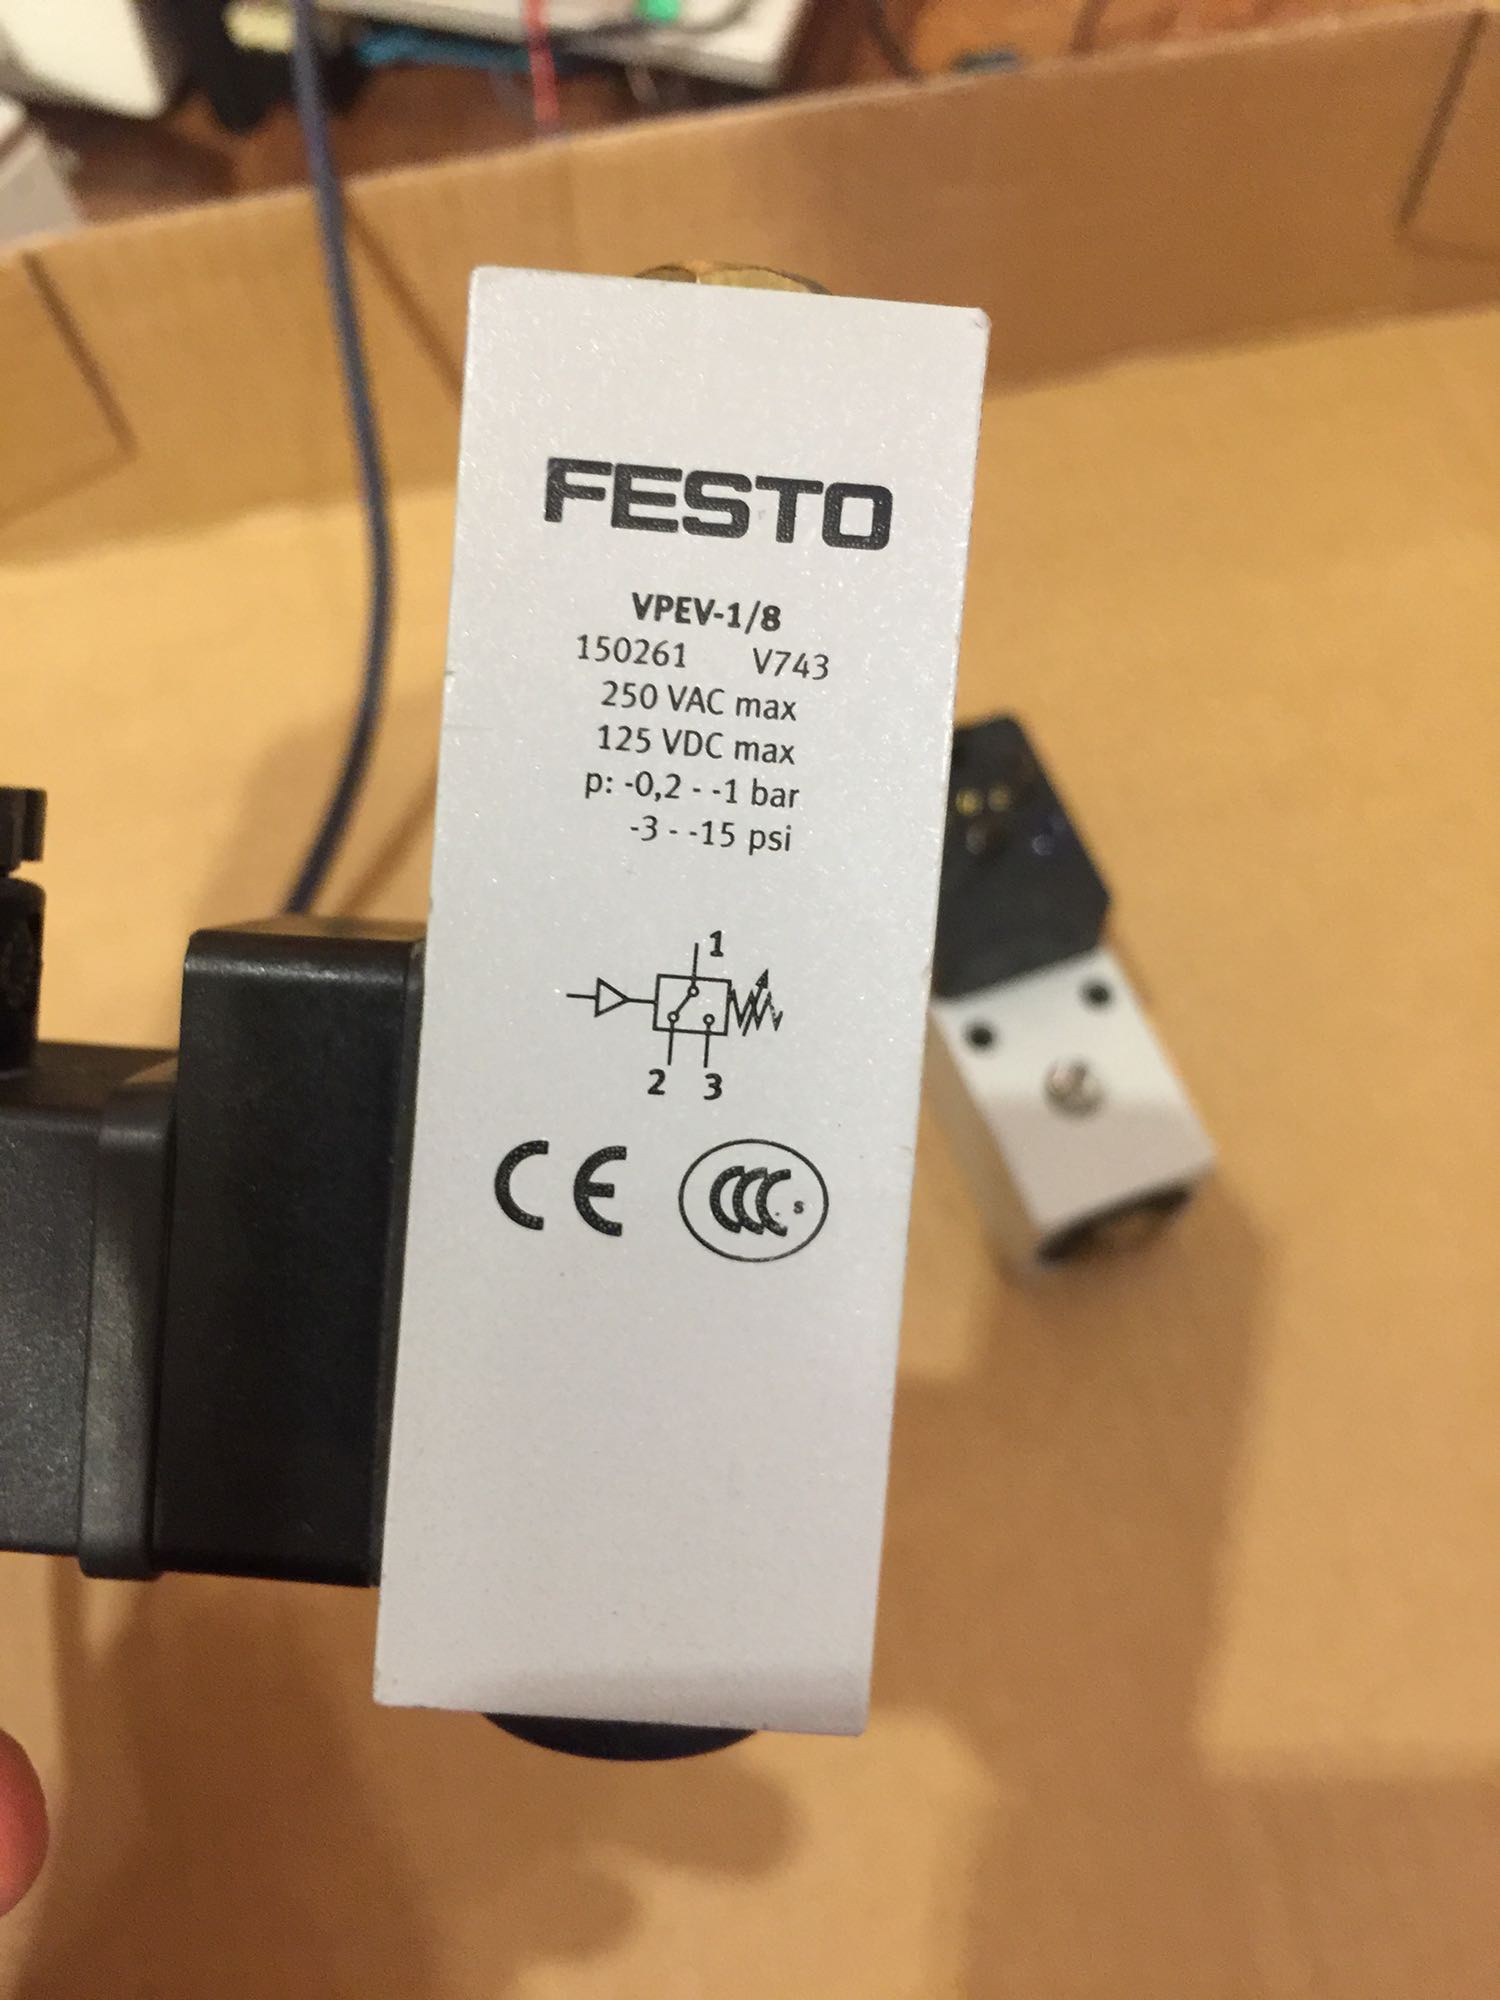 FESTO
VPEV-1/8
150261 V743
250 VAC max
125 VDC max
p: -0,2 - -1 bar
-3 - -15 psi
1
2 3
CE CCC S